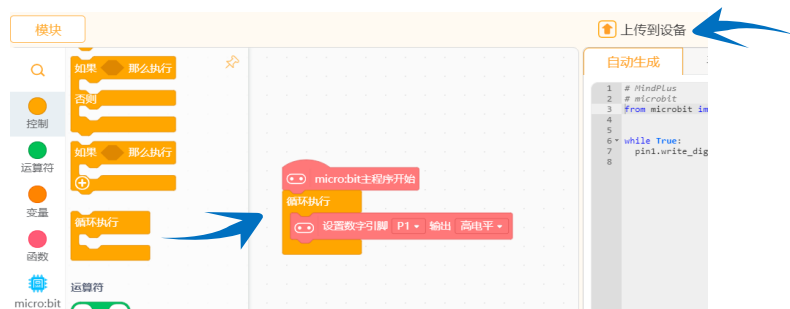 模块
上传到设备
如果 那么执行
否则
控制
如果 那么执行
运算符
变量
循环执行
函数
运算符
micro:bit
micro:bit主程序开始
循环执行
设置数字引脚 P1 输出 高电平
自动生成
1 # MindPlus
2 # microbit
3 from microbit im
4
5
6 while True:
7 pin1.write_dig
8